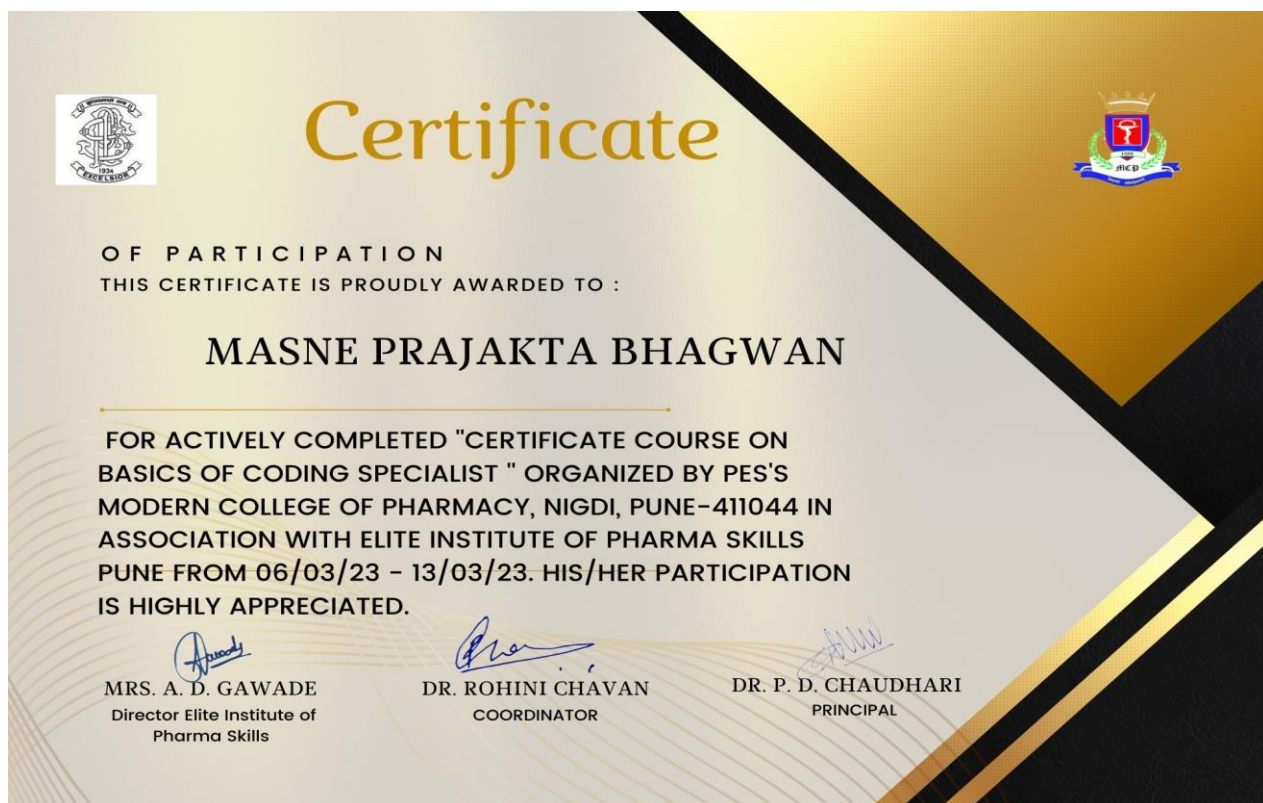 Certificate
1934
EXCELSIOR
MCP
OF PARTICIPATION
THIS CERTIFICATE IS PROUDLY AWARDED TO :
MASNE PRAJAKTA BHAGWAN
FOR ACTIVELY COMPLETED "CERTIFICATE COURSE ON
BASICS OF CODING SPECIALIST " ORGANIZED BY PES'S
MODERN COLLEGE OF PHARMACY, NIGDI, PUNE-411044 IN
ASSOCIATION WITH ELITE INSTITUTE OF PHARMA SKILLS
PUNE FROM 06/03/23 - 13/03/23. HIS/HER PARTICIPATION
IS HIGHLY APPRECIATED.
MRS. A. D. GAWADE
Director Elite Institute of
Pharma Skills
DR. ROHINI CHAVAN
COORDINATOR
DR. P. D. CHAUDHARI
PRINCIPAL